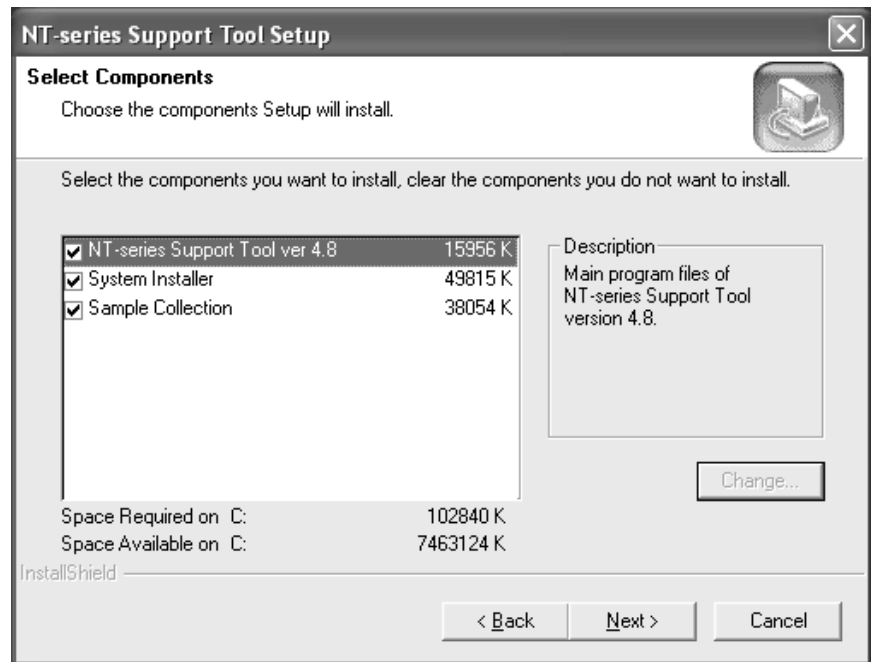 NT-series Support Tool Setup
Select Components
Choose the components Setup will install.
Select the components you want to install, clear the components you do not want to install.
NT-series Support Tool ver 4.8 15956 K
System Installer 49815 K
Sample Collection 38054 K
Description
Main program files of
NT-series Support Tool
version 4.8.
Change...
Space Required on C: 102840 K
Space Available on C: 7463124 K
InstallShield
< Back Next > Cancel